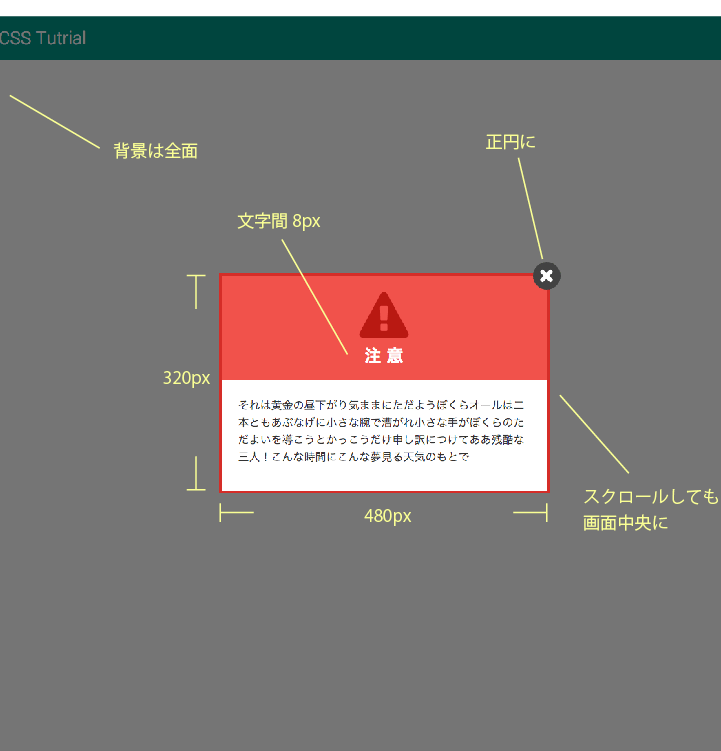 CSS Tutrial
背景は全面
正円に
文字間 8px
注意
320px
それは黄金の昼下がり気ままにただようぼくらオールは二
本ともあぶなげに小さな腕で漕がれ小さな手がぼくらのた
だよいを導こうとかっこうだけ申し訳につけてああ残酷な
三人！こんな時間にこんな夢見る天気のもとで
スクロールしても
画面中央に
480px